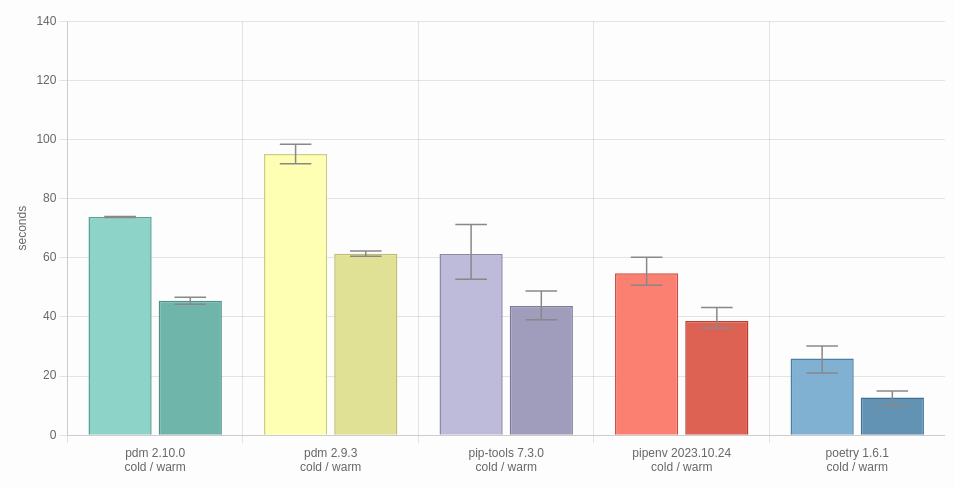 140
120
100
80
60
40
20
0
seconds
pdm 2.10.0
cold / warm
pdm 2.9.3
cold / warm
pip-tools 7.3.0
cold / warm
pipenv 2023.10.24
cold / warm
poetry 1.6.1
cold / warm